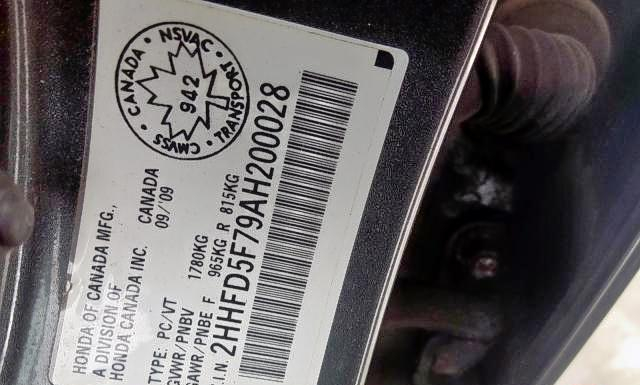 HONDA OF CANADA MFG.,
A DIVISION OF
HONDA CANADA INC.
CANADA
09/'09
TYPE: PC/VT
GVWR/PNBV 1780KG
GAWR/PNBE F 965KG R 815KG
V.I.N. 2HHFD5F79AH200028
CANADA • NSVAC • TRANSPORT • CMVSS •
942